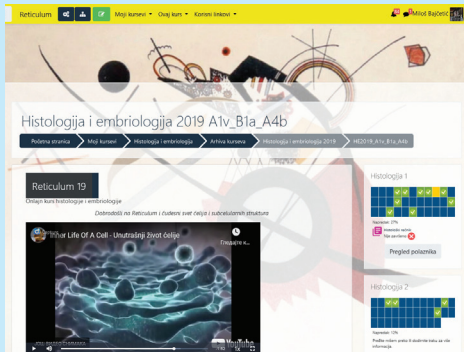 Reticulum Moji kursevi Ovaj kurs Korisni linkovi Miloš Bajčetić
Histologija i embriologija 2019 A1v_B1a_A4b
Početna stranica Moji kursevi Histologija i embriologija Arhiva kurseva Histologija i embriologija 2019 HE2019_A1v_B1a_A4b
Reticulum 19
Onlajn kurs histologije i embriologije
Dobrodošli na Reticulum i čudesni svet ćelija i subcelularnih struktura
Inner Life Of A Cell - Unutrašnji život ćelije
Гледајте к...
YouTube
Histologija 1
Napredak: 27%
Pregled polaznika
Histologija 2
Napredak: 13%
informacija.